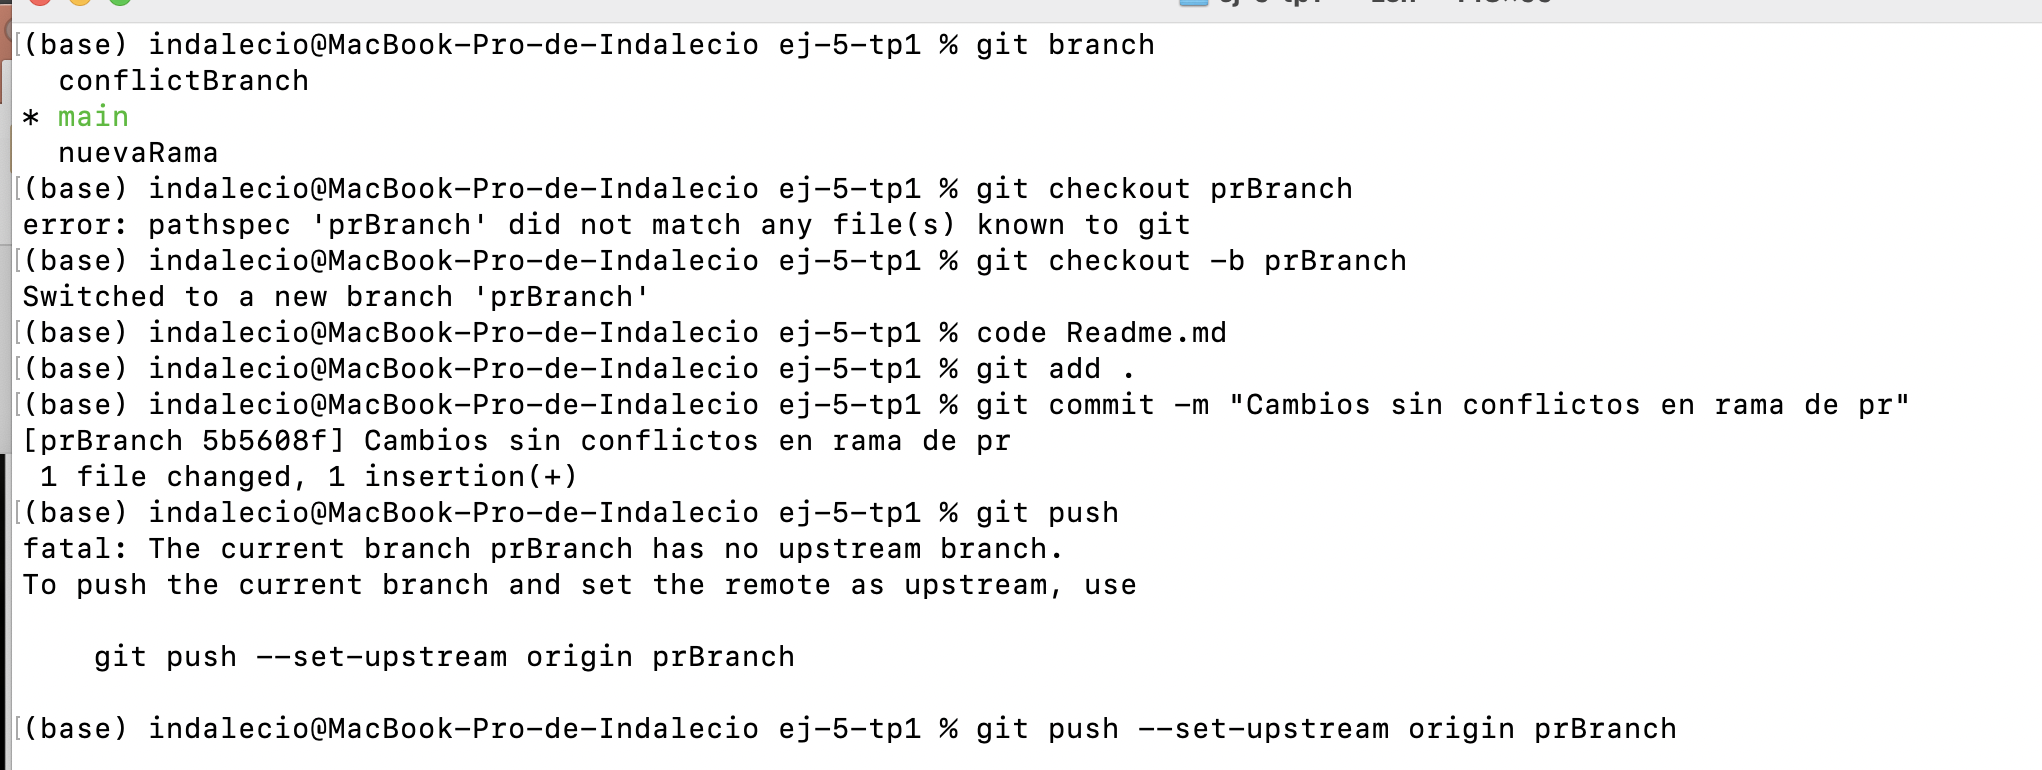 (base) indalecio@MacBook-Pro-de-Indalecio ej-5-tp1 % git branch
  conflictBranch
* main
  nuevaRama
(base) indalecio@MacBook-Pro-de-Indalecio ej-5-tp1 % git checkout prBranch
error: pathspec 'prBranch' did not match any file(s) known to git
(base) indalecio@MacBook-Pro-de-Indalecio ej-5-tp1 % git checkout -b prBranch
Switched to a new branch 'prBranch'
(base) indalecio@MacBook-Pro-de-Indalecio ej-5-tp1 % code Readme.md
(base) indalecio@MacBook-Pro-de-Indalecio ej-5-tp1 % git add .
(base) indalecio@MacBook-Pro-de-Indalecio ej-5-tp1 % git commit -m "Cambios sin conflictos en rama de pr"
[prBranch 5b5608f] Cambios sin conflictos en rama de pr
 1 file changed, 1 insertion(+)
(base) indalecio@MacBook-Pro-de-Indalecio ej-5-tp1 % git push
fatal: The current branch prBranch has no upstream branch.
To push the current branch and set the remote as upstream, use

    git push --set-upstream origin prBranch

(base) indalecio@MacBook-Pro-de-Indalecio ej-5-tp1 % git push --set-upstream origin prBranch